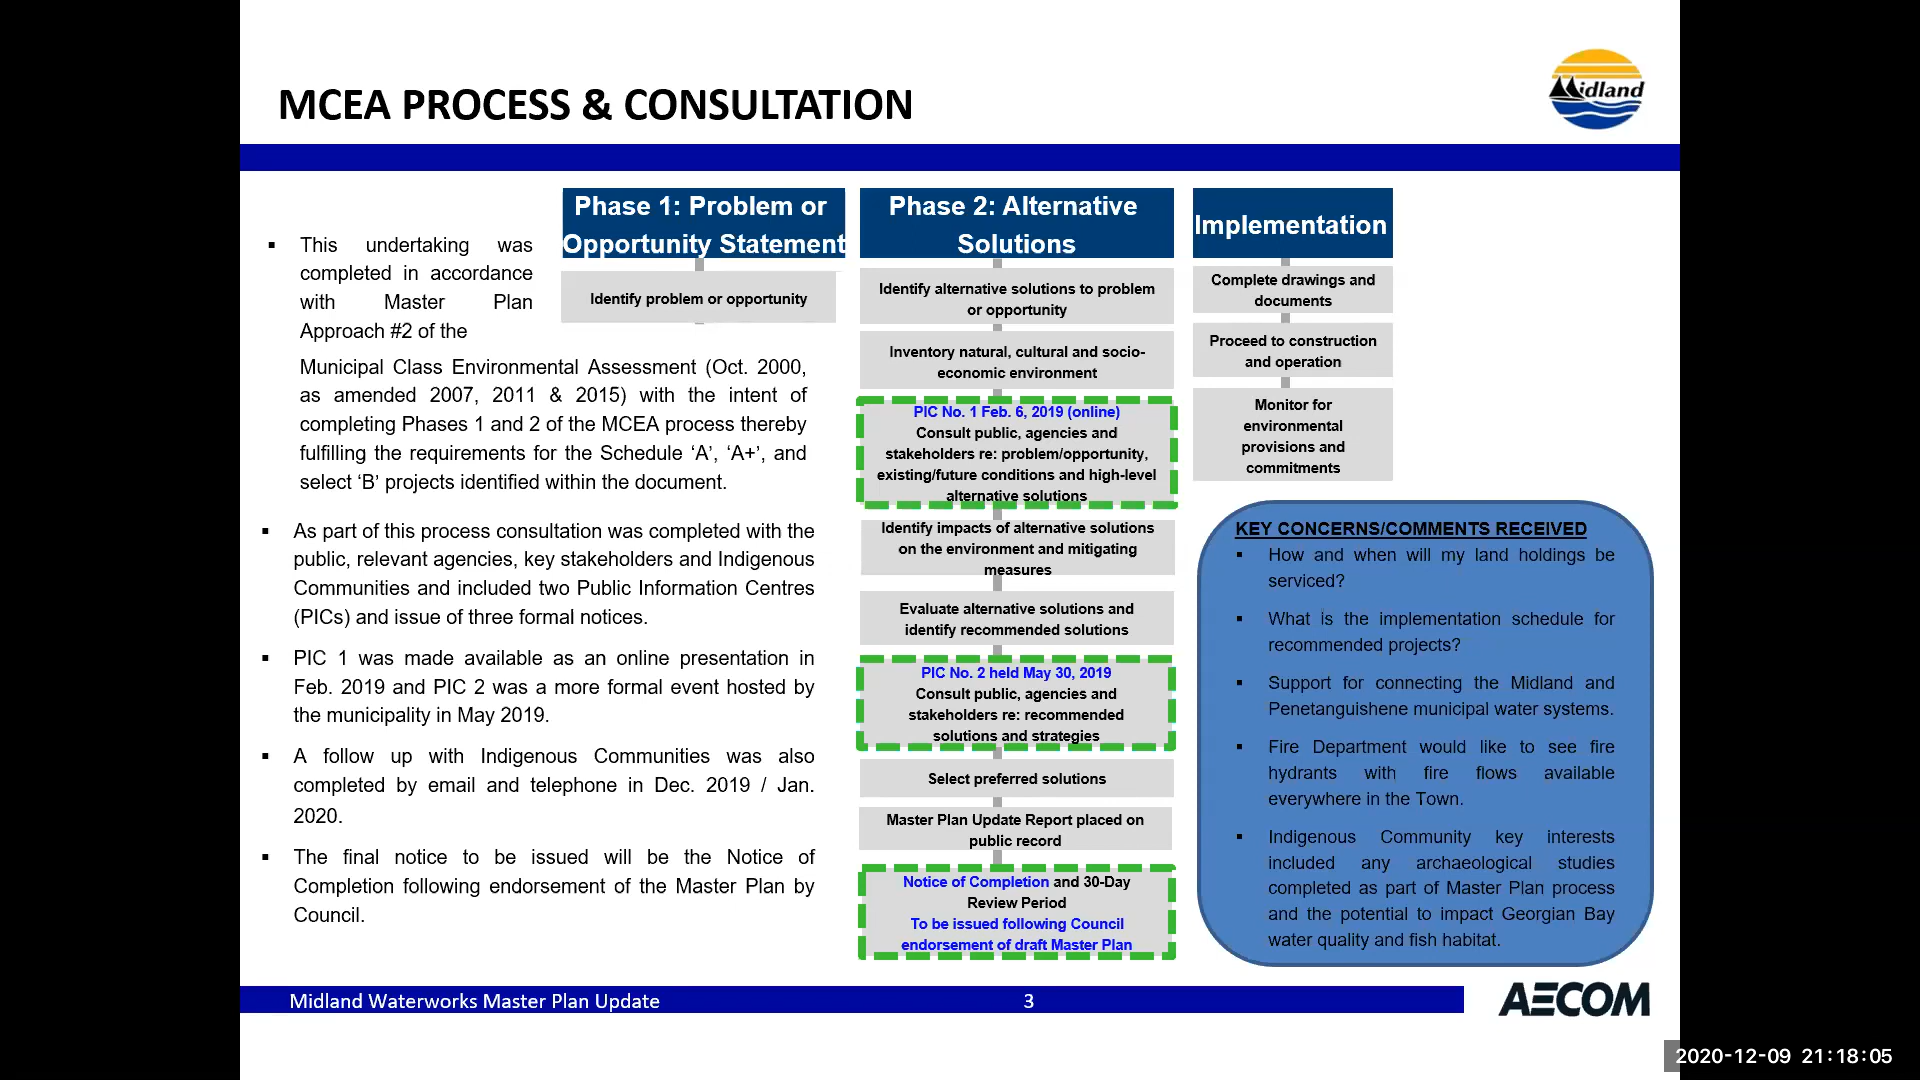 MCEA PROCESS & CONSULTATION
Midland
▪ This undertaking was
completed in accordance
with Master Plan
Approach #2 of the
Municipal Class Environmental Assessment (Oct. 2000,
as amended 2007, 2011 & 2015) with the intent of
completing Phases 1 and 2 of the MCEA process thereby
fulfilling the requirements for the Schedule ‘A’, ‘A+’, and
select ‘B’ projects identified within the document.
▪ As part of this process consultation was completed with the
public, relevant agencies, key stakeholders and Indigenous
Communities and included two Public Information Centres
(PICs) and issue of three formal notices.
▪ PIC 1 was made available as an online presentation in
Feb. 2019 and PIC 2 was a more formal event hosted by
the municipality in May 2019.
▪ A follow up with Indigenous Communities was also
completed by email and telephone in Dec. 2019 / Jan.
2020.
▪ The final notice to be issued will be the Notice of
Completion following endorsement of the Master Plan by
Council.
Phase 1: Problem or
Opportunity Statement
Identify problem or opportunity
Phase 2: Alternative
Solutions
Identify alternative solutions to problem
or opportunity
Inventory natural, cultural and socio-
economic environment
PIC No. 1 Feb. 6, 2019 (online)
Consult public, agencies and
stakeholders re: problem/opportunity,
existing/future conditions and high-level
alternative solutions
Identify impacts of alternative solutions
on the environment and mitigating
measures
Evaluate alternative solutions and
identify recommended solutions
PIC No. 2 held May 30, 2019
Consult public, agencies and
stakeholders re: recommended
solutions and strategies
Select preferred solutions
Master Plan Update Report placed on
public record
Notice of Completion and 30-Day
Review Period
To be issued following Council
endorsement of draft Master Plan
Implementation
Complete drawings and
documents
Proceed to construction
and operation
Monitor for
environmental
provisions and
commitments
KEY CONCERNS/COMMENTS RECEIVED
▪ How and when will my land holdings be
serviced?
▪ What is the implementation schedule for
recommended projects?
▪ Support for connecting the Midland and
Penetanguishene municipal water systems.
▪ Fire Department would like to see fire
hydrants with fire flows available
everywhere in the Town.
▪ Indigenous Community key interests
included any archaeological studies
completed as part of Master Plan process
and the potential to impact Georgian Bay
water quality and fish habitat.
Midland Waterworks Master Plan Update
3
AECOM
2020-12-09 21:18:05